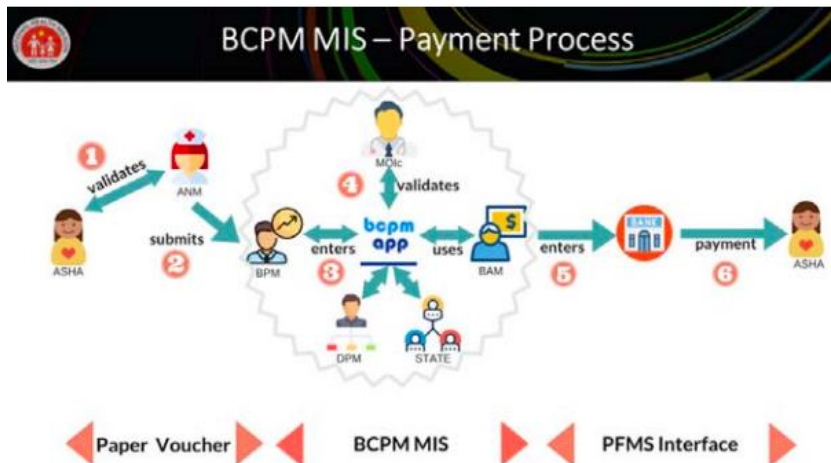 BCPM MIS – Payment Process
1
validates
ANM
ASHA
submits
2
BPM
enters
3
MOIc
4
validates
bcpm
app
DPM
STATE
uses
$
BAM
enters
5
BANK
payment
6
ASHA
Paper Voucher
BCPM MIS
PFMS Interface